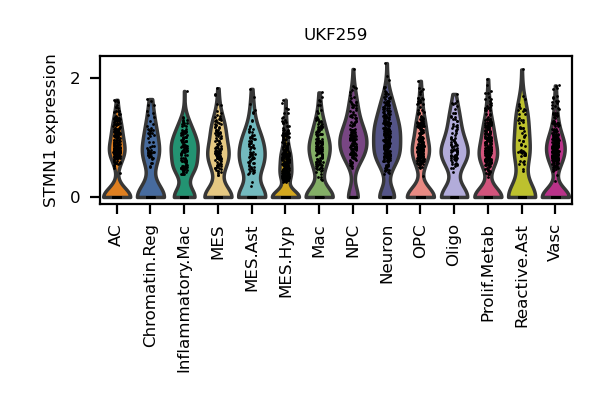 UKF259
STMN1 expression
2
0
AC
Chromatin.Reg
Inflammatory.Mac
MES
MES.Ast
MES.Hyp
Mac
NPC
Neuron
OPC
Oligo
Prolif.Metab
Reactive.Ast
Vasc